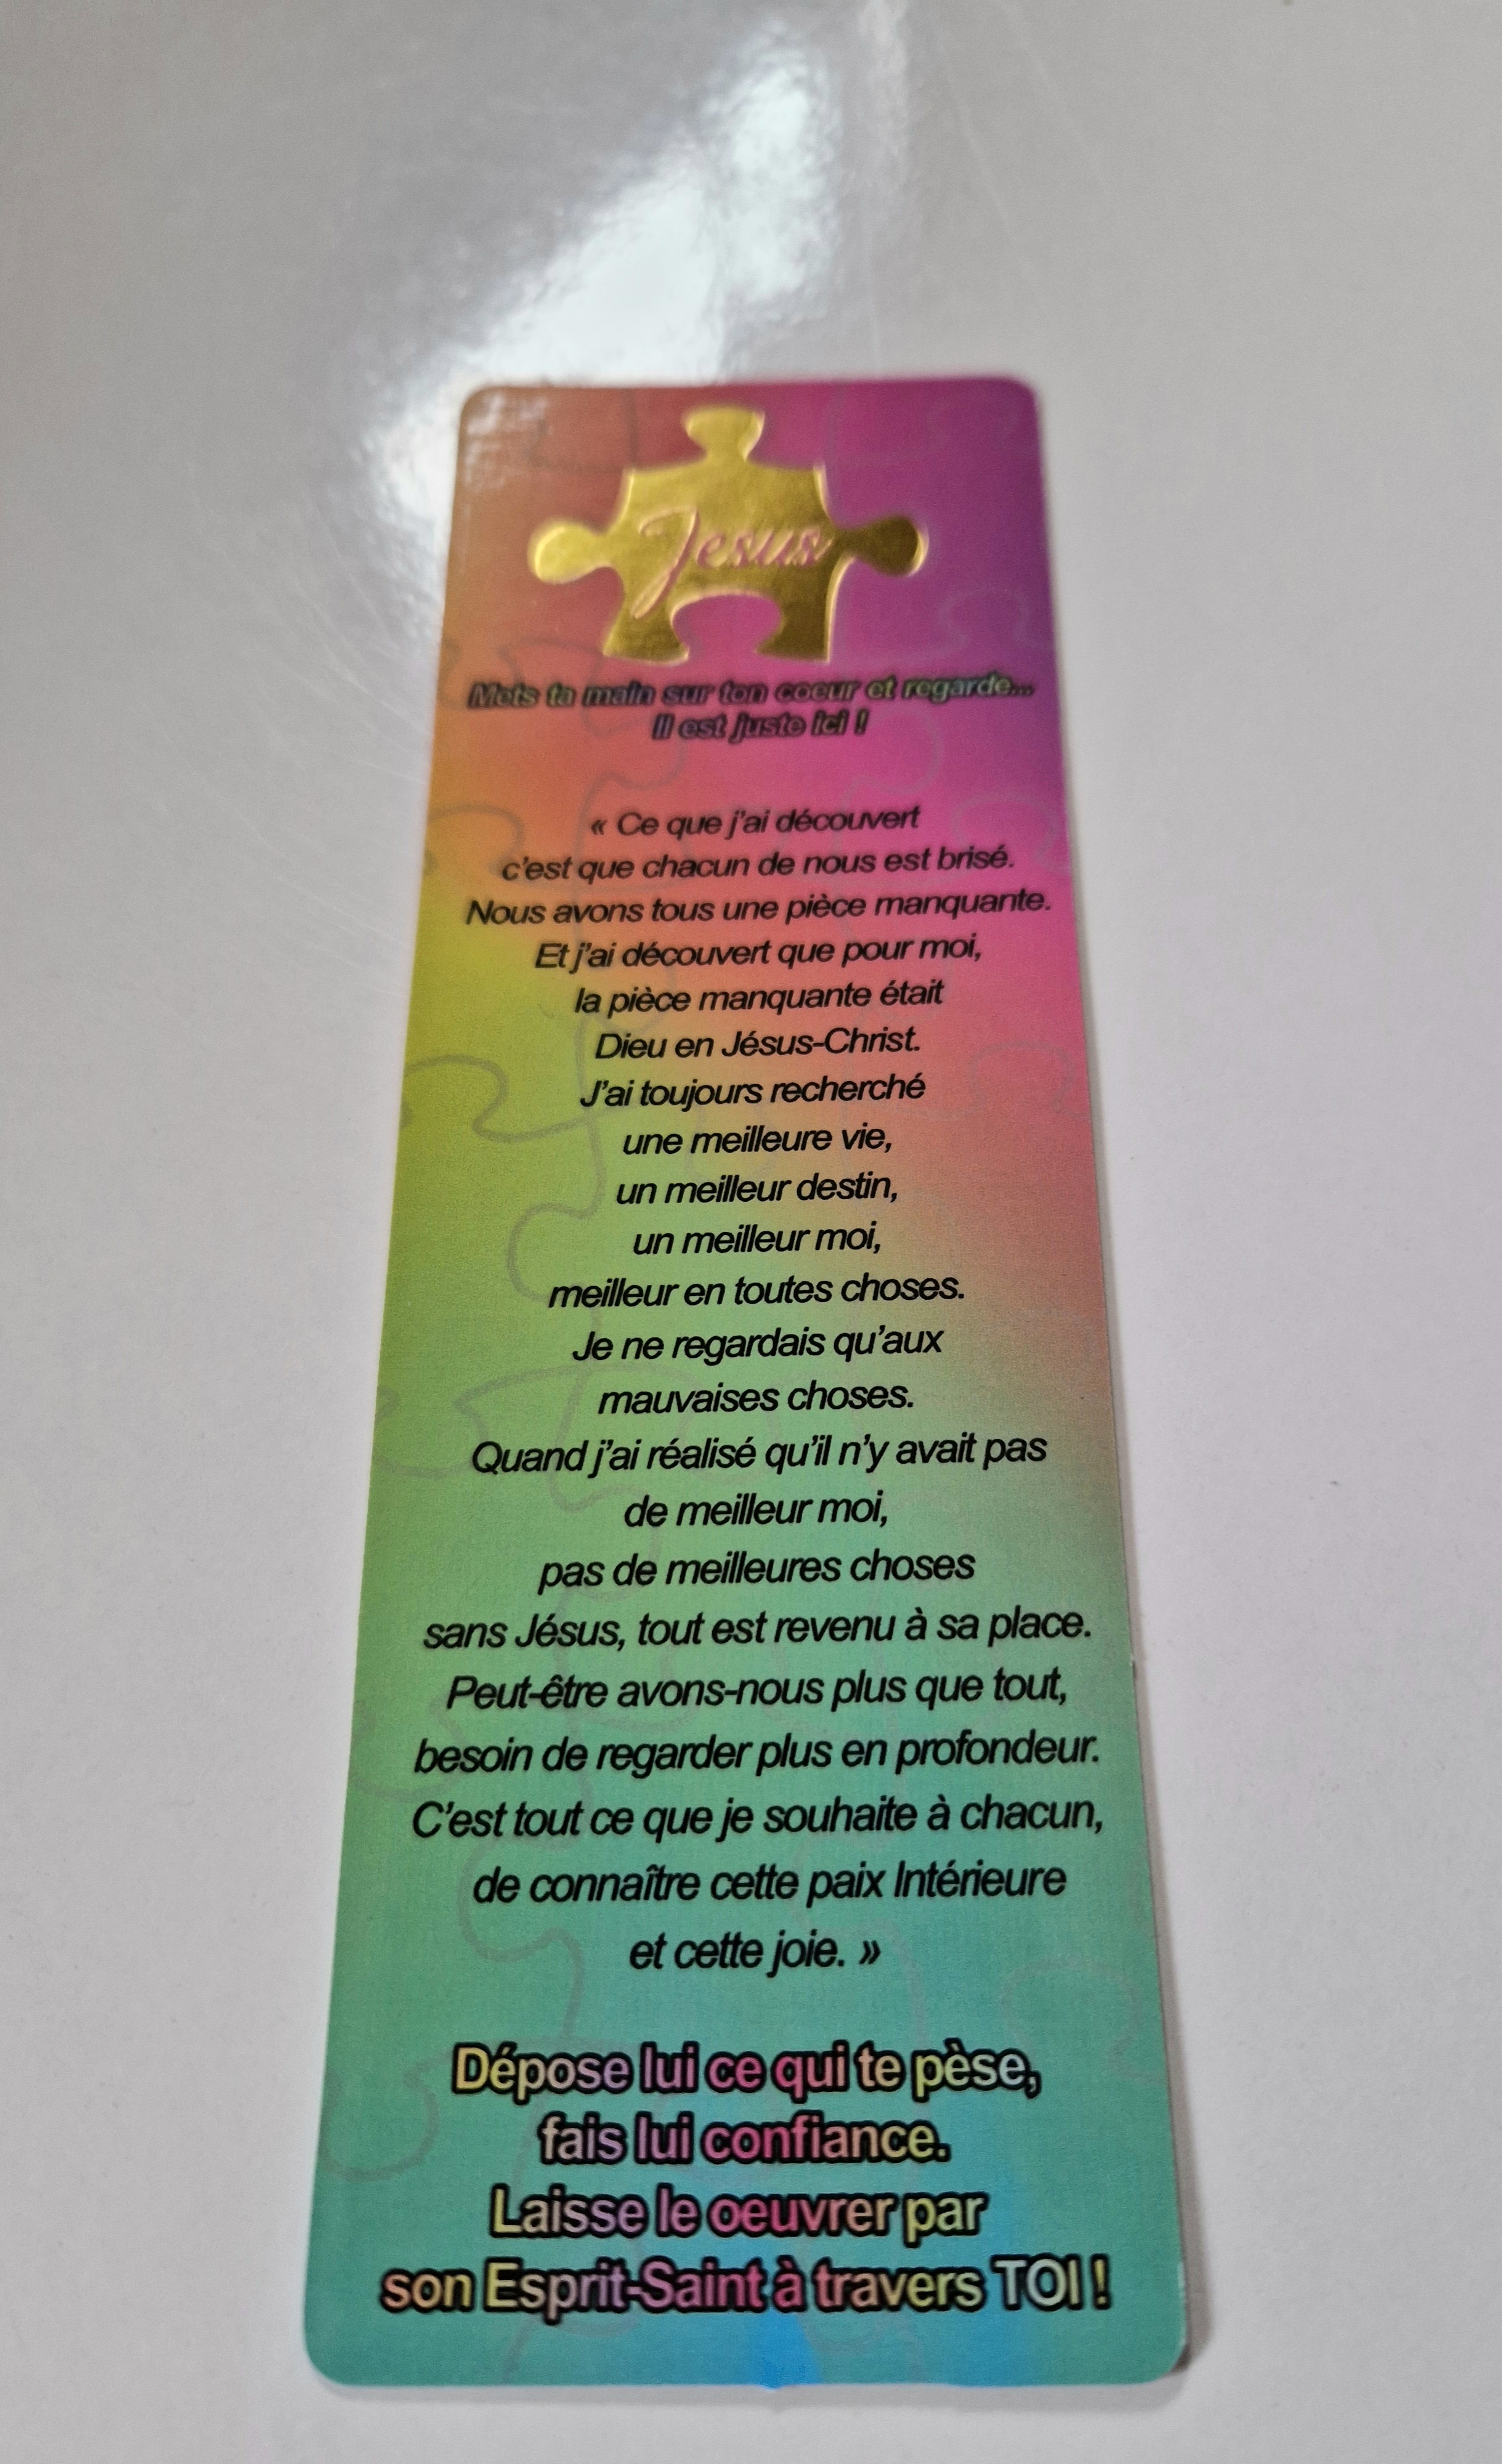 Jesus
Mets ta main sur ton coeur et regarde...
Il est juste ici !
« Ce que j'ai découvert
c'est que chacun de nous est brisé.
Nous avons tous une pièce manquante.
Et j'ai découvert que pour moi,
la pièce manquante était
Dieu en Jésus-Christ.
J'ai toujours recherché
une meilleure vie,
un meilleur destin,
un meilleur moi,
meilleur en toutes choses.
Je ne regardais qu'aux
mauvaises choses.
Quand j'ai réalisé qu'il n'y avait pas
de meilleur moi,
pas de meilleures choses
sans Jésus, tout est revenu à sa place.
Peut-être avons-nous plus que tout,
besoin de regarder plus en profondeur.
C'est tout ce que je souhaite à chacun,
de connaître cette paix Intérieure
et cette joie. »
Dépose lui ce qui te pèse,
fais lui confiance.
Laisse le oeuvrer par
son Esprit-Saint à travers TOI !